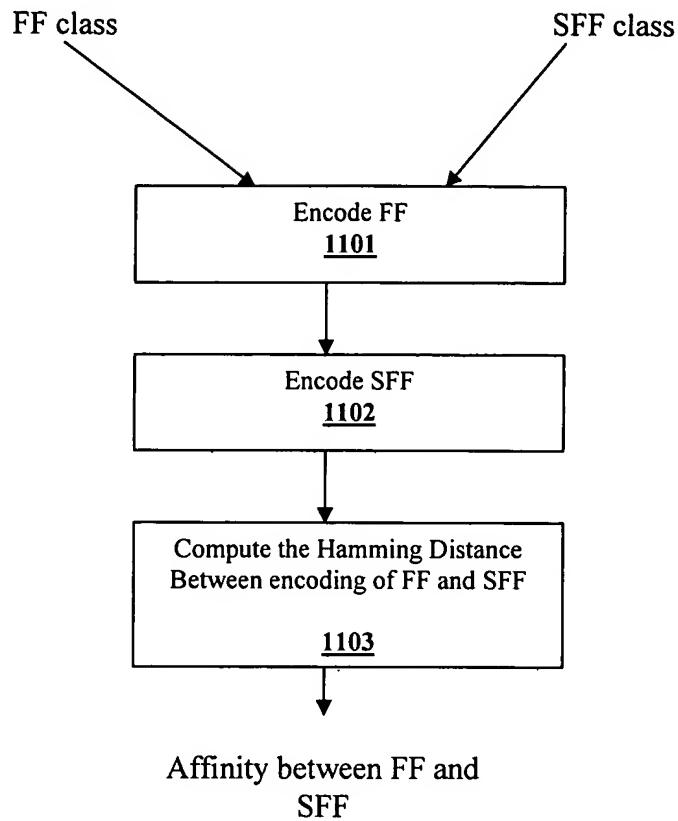 FF class
SFF class
Encode FF
1101
Encode SFF
1102
Compute the Hamming Distance
Between encoding of FF and SFF
1103
Affinity between FF and
SFF